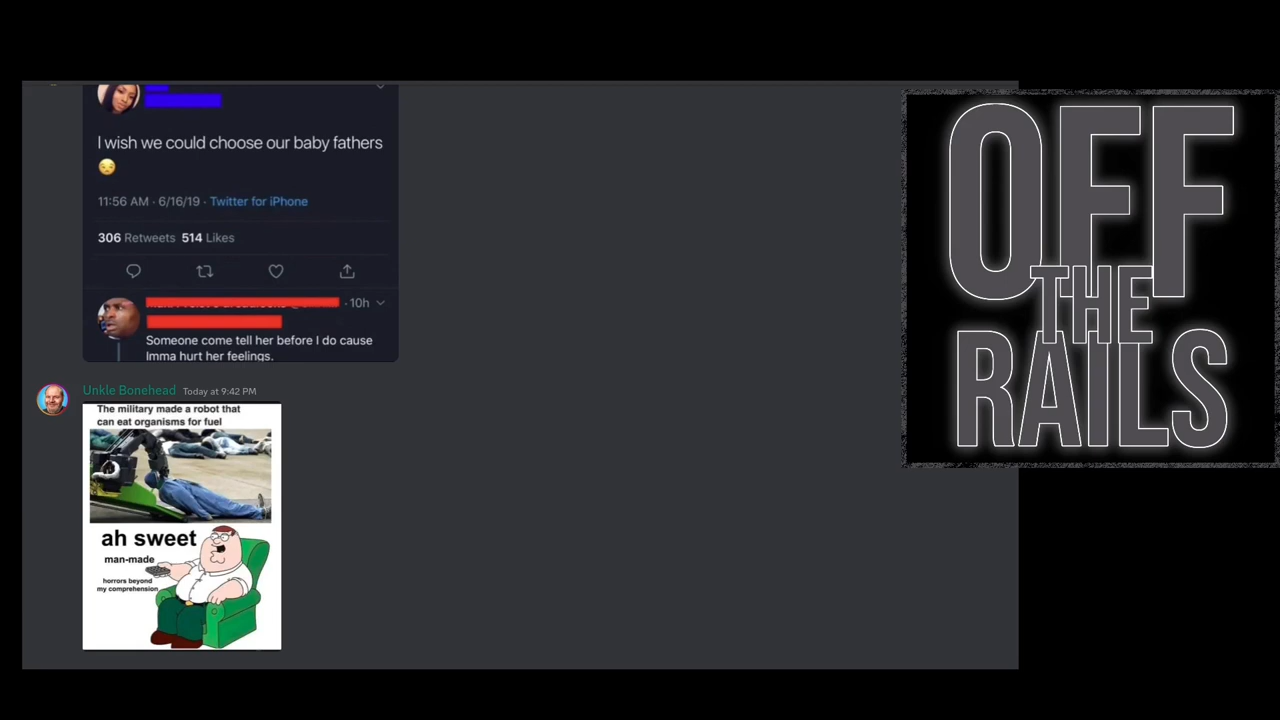 I wish we could choose our baby fathers
😒
11:56 AM · 6/16/19 · Twitter for iPhone
306 Retweets 514 Likes
· 10h
Someone come tell her before I do cause
Imma hurt her feelings.
Unkle Bonehead Today at 9:42 PM
The military made a robot that
can eat organisms for fuel
ah sweet
man-made
horrors beyond
my comprehension
OFF
THE
RAILS